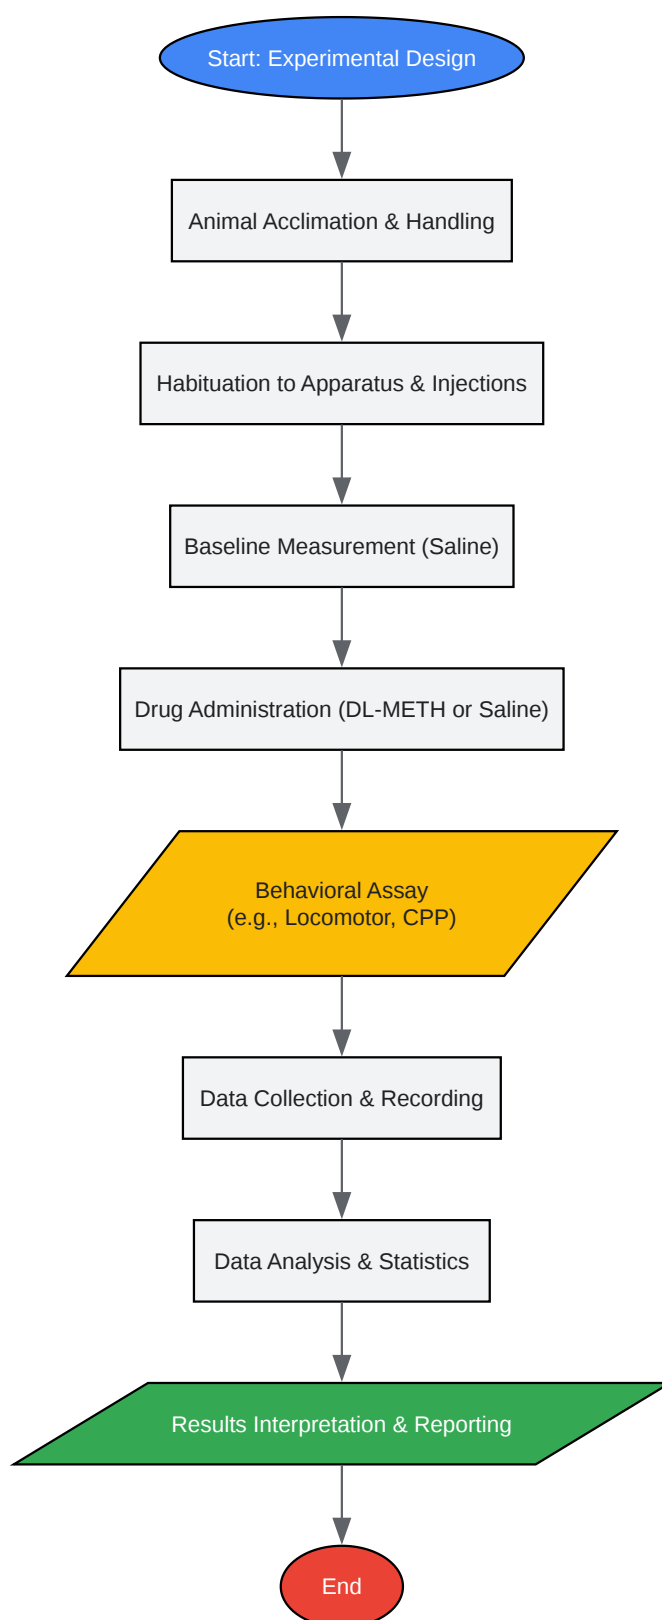 Start: Experimental Design
Animal Acclimation & Handling
Habituation to Apparatus & Injections
Baseline Measurement (Saline)
Drug Administration (DL-METH or Saline)
Behavioral Assay
(e.g., Locomotor, CPP)
Data Collection & Recording
Data Analysis & Statistics
Results Interpretation & Reporting
End